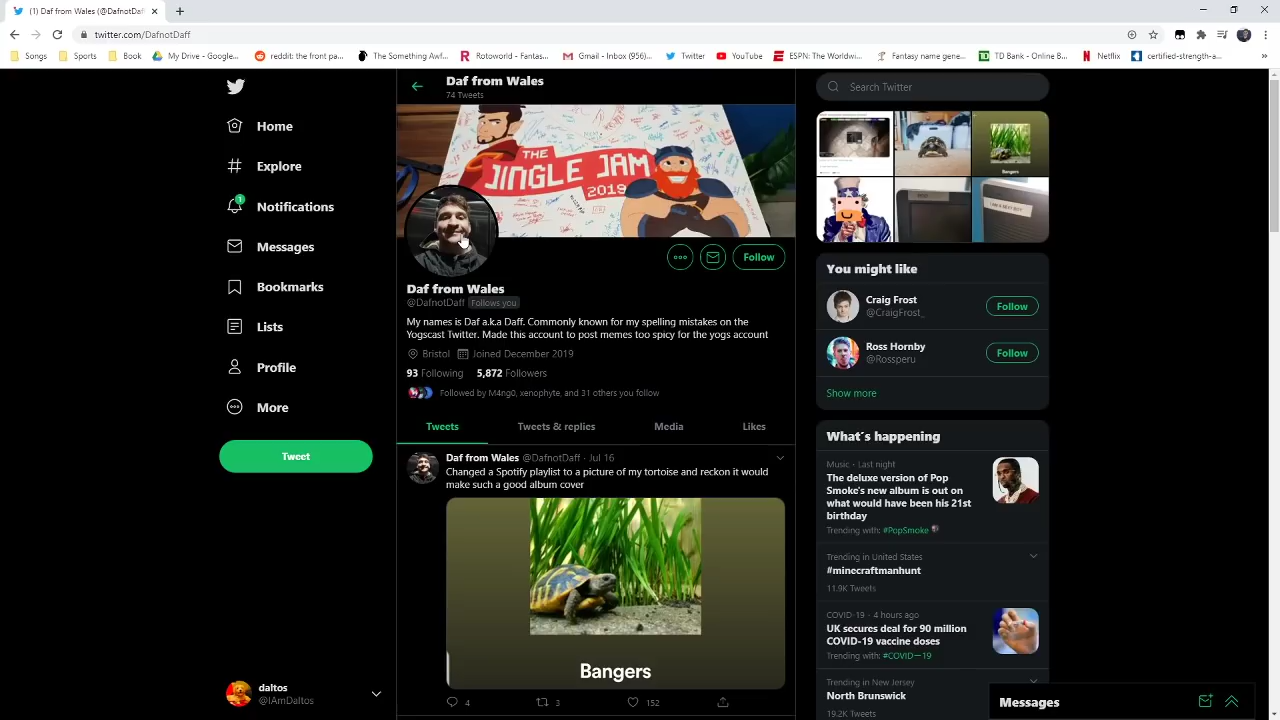 (1) Daf from Wales (@DafnotDaf
twitter.com/DafnotDaff
Songs
Sports
Book
My Drive - Google...
reddit: the front pa...
The Something Awf...
Rotoworld - Fantas...
Gmail - Inbox (956)...
Twitter
YouTube
ESPN: The Worldwi...
Fantasy name gene...
TD Bank - Online B...
Netflix
certified-strength-a...
»
Daf from Wales
74 Tweets
Home
Explore
1
Notifications
Messages
Bookmarks
Lists
Profile
More
Tweet
daltos
@IAmDaltos
THE
JINGLE JAM
2019
Follow
Daf from Wales
@DafnotDaff Follows you
My names is Daf a.k.a Daff. Commonly known for my spelling mistakes on the
Yogscast Twitter. Made this account to post memes too spicy for the yogs account
Bristol Joined December 2019
93 Following 5,872 Followers
Followed by M4ng0, xenophyte, and 31 others you follow
Tweets
Tweets & replies
Media
Likes
Daf from Wales @DafnotDaff · Jul 16
Changed a Spotify playlist to a picture of my tortoise and reckon it would
make such a good album cover
Bangers
4
3
152
Search Twitter
Bangers
You might like
Craig Frost
@CraigFrost_
Follow
Ross Hornby
@Rossperu
Follow
Show more
What's happening
Music · Last night
The deluxe version of Pop
Smoke's new album is out on
what would have been his 21st
birthday
Trending with: #PopSmoke
Trending in United States
#minecraftmanhunt
11.9K Tweets
COVID-19 · 4 hours ago
UK secures deal for 90 million
COVID-19 vaccine doses
Trending with: #COVID—19
Trending in New Jersey
North Brunswick
19.2K Tweets
Messages